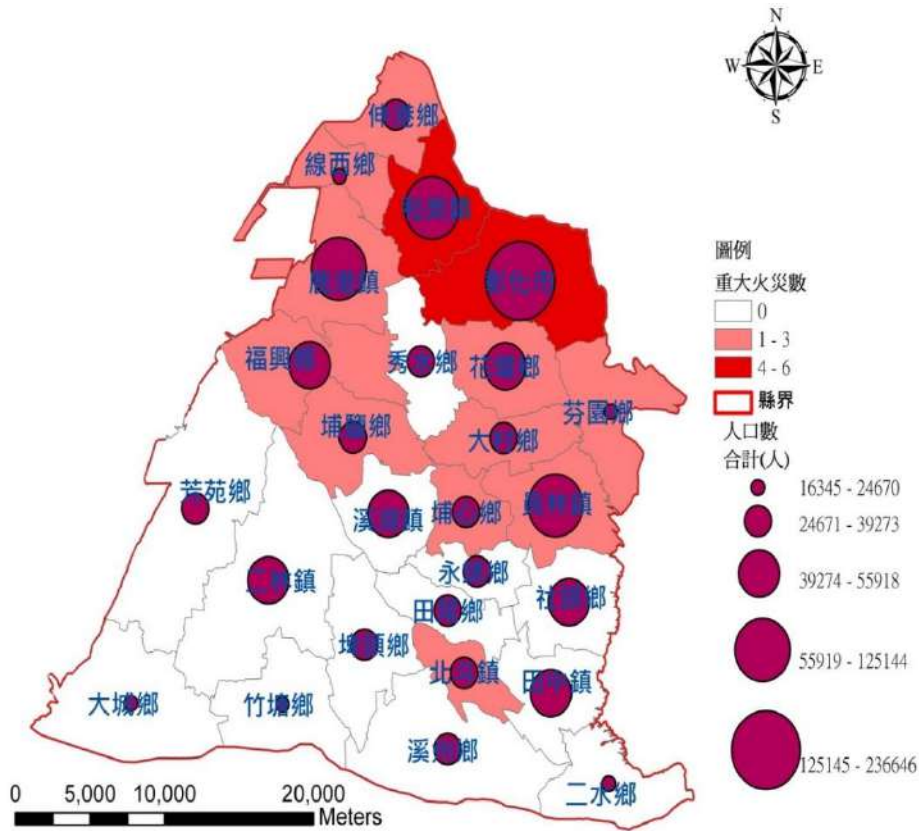 N
W E
S
伸港鄉
線西鄉
和美鎮
鹿港鎮
彰化市
福興鄉
秀水鄉
花壇鄉
芬園鄉
埔鹽鄉
大村鄉
芳苑鄉
溪湖鎮
埔心鄉
員林鎮
二林鎮
永靖鄉
社頭鄉
田尾鄉
埤頭鄉
北斗鎮
田中鎮
大城鄉
竹塘鄉
溪州鄉
二水鄉
圖例
重大火災數
0
1 - 3
4 - 6
縣界
人口數
合計(人)
16345 - 24670
24671 - 39273
39274 - 55918
55919 - 125144
125145 - 236646
0 5,000 10,000 20,000
Meters